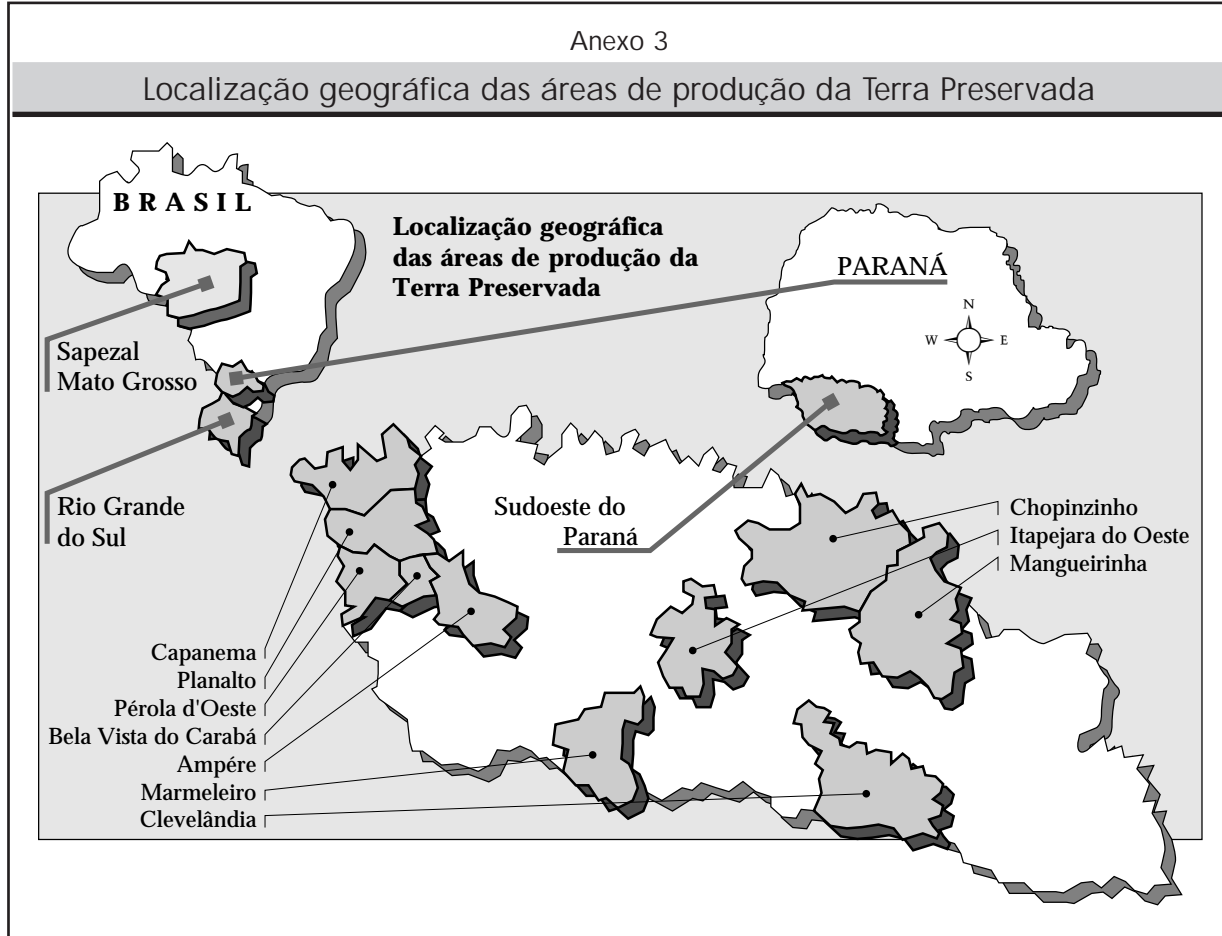 Anexo 3
Localização geográfica das áreas de produção da Terra Preservada
BRASIL
Localização geográfica
das áreas de produção da
Terra Preservada
PARANÁ
N
W
E
S
Sapezal
Mato Grosso
Rio Grande
do Sul
Sudoeste do
Paraná
Chopinzinho
Itapejara do Oeste
Mangueirinha
Capanema
Planalto
Pérola d'Oeste
Bela Vista do Carabá
Ampére
Marmeleiro
Clevelândia